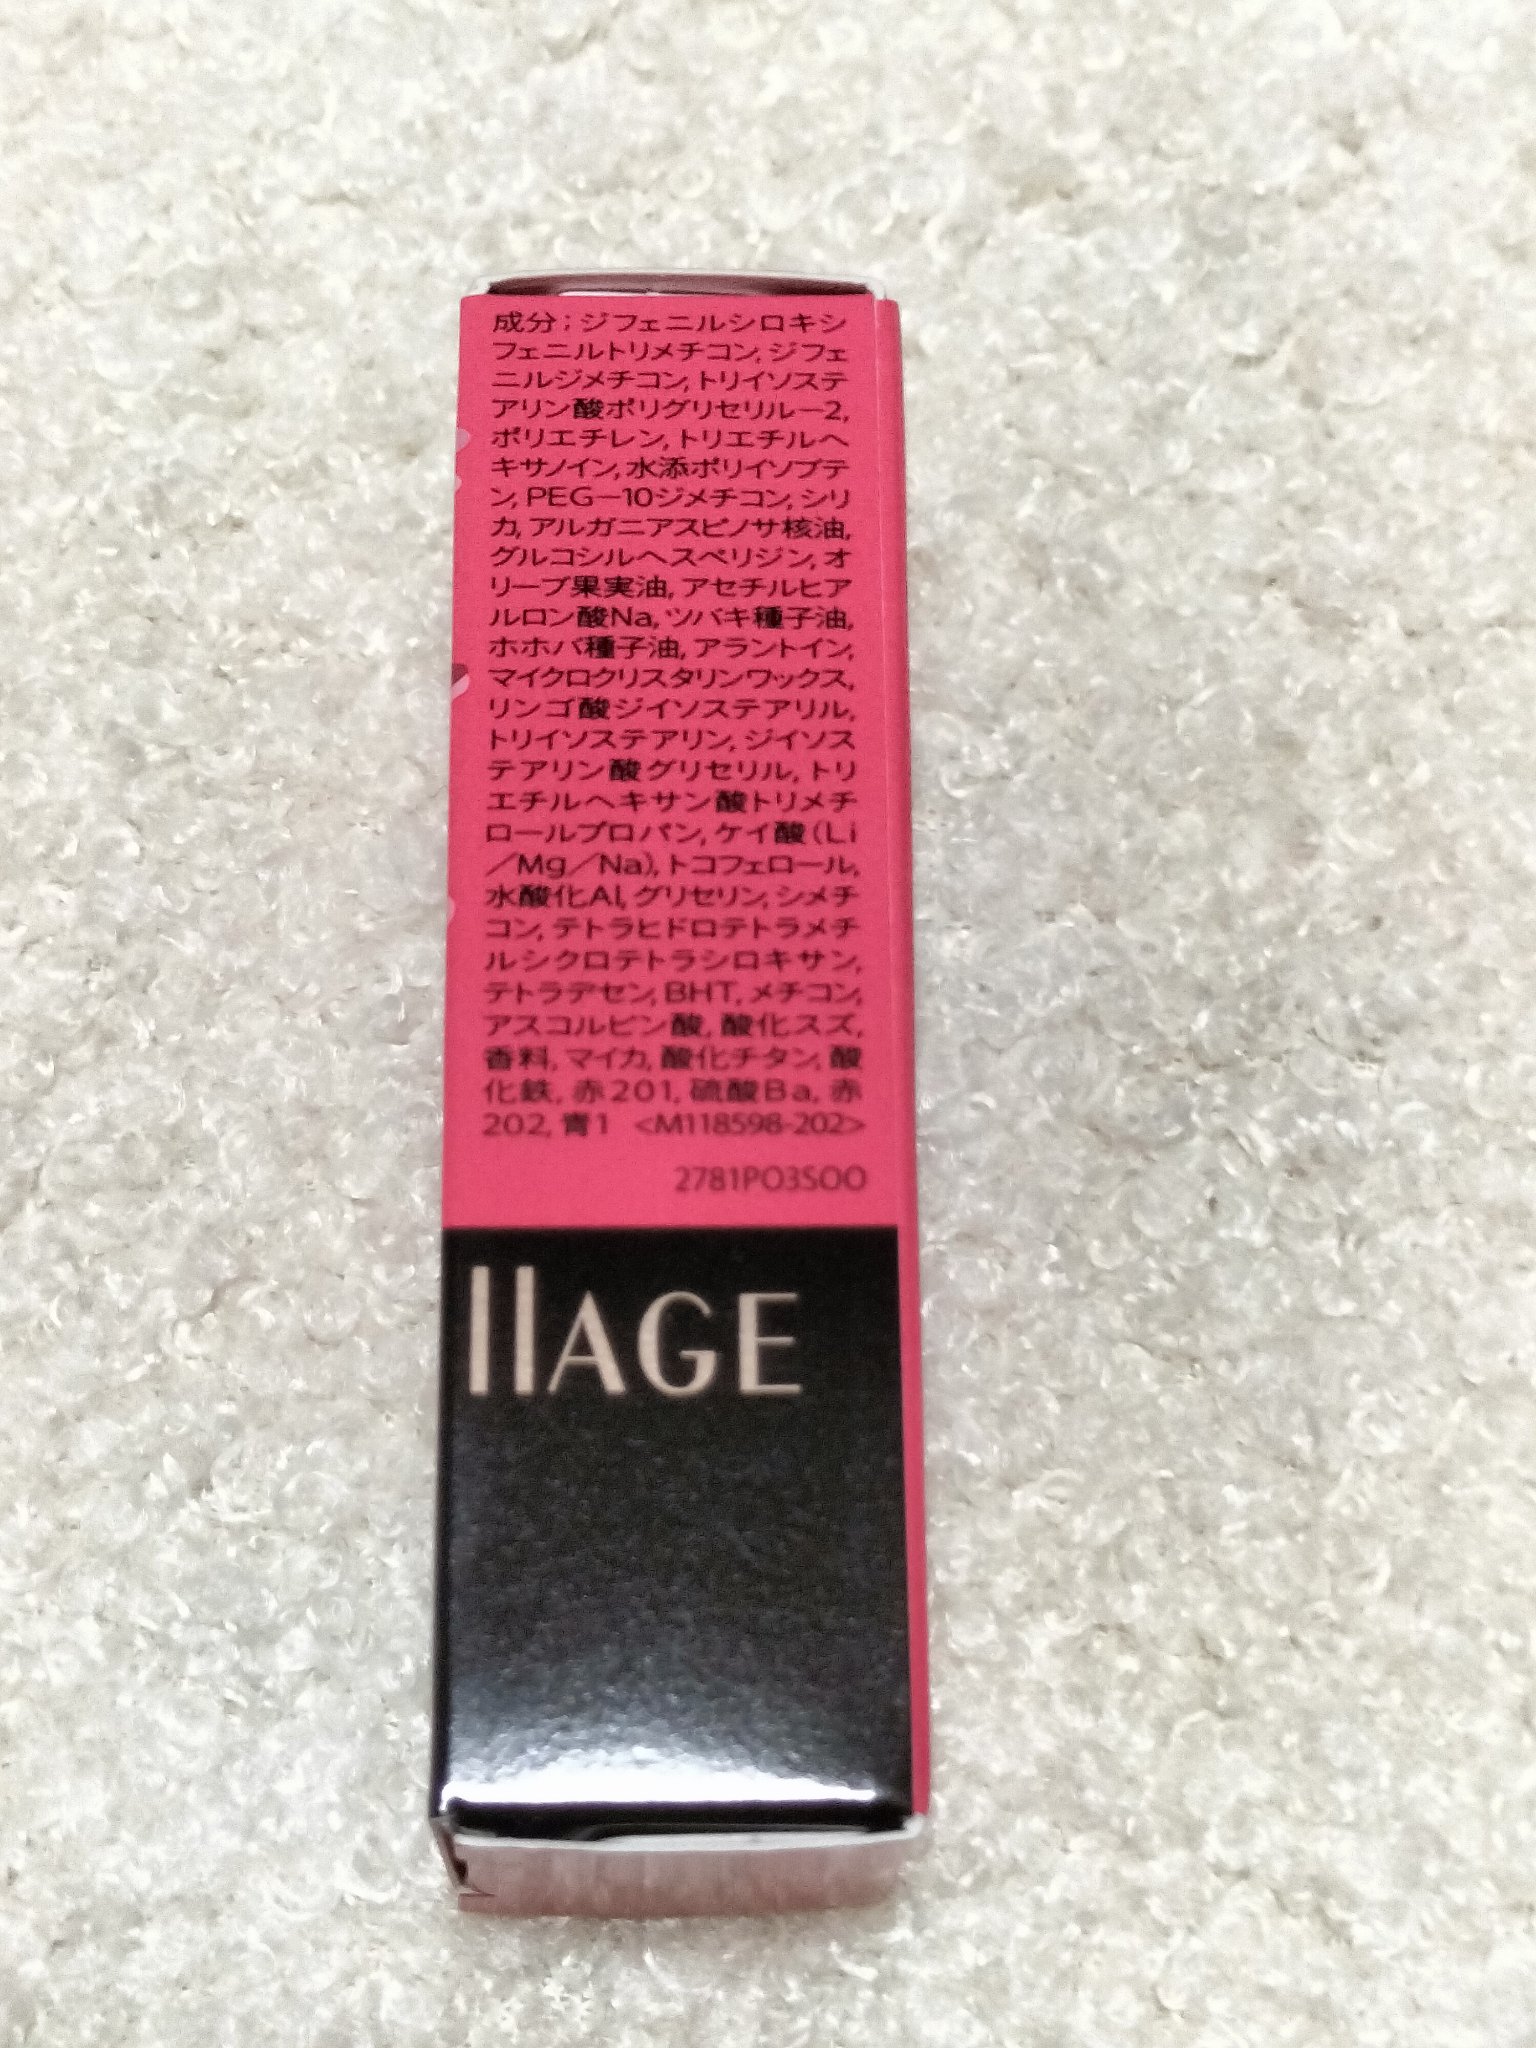 成分；ジフェニルシロキシ
フェニルトリメチコン, ジフェ
ニルジメチコン, トリイソステ
アリン酸ポリグリセリル－2,
ポリエチレン, トリエチルヘ
キサノイン, 水添ポリイソブテ
ン, PEG－10ジメチコン, シリ
カ, アルガニアスピノサ核油,
グルコシルヘスペリジン, オ
リーブ果実油, アセチルヒア
ルロン酸Na, ツバキ種子油,
ホホバ種子油, アラントイン,
マイクロクリスタリンワックス,
リンゴ酸ジイソステアリル,
トリイソステアリン, ジイソス
テアリン酸グリセリル, トリ
エチルヘキサン酸トリメチ
ロールプロパン, ケイ酸（Li
／Mg／Na）, トコフェロール,
水酸化Al, グリセリン, ジメチ
コン, テトラヒドロテトラメチ
ルシクロテトラシロキサン,
テトラデセン, BHT, メチコン,
アスコルビン酸, 酸化スズ,
香料, マイカ, 酸化チタン, 酸
化鉄, 赤201, 硫酸Ba, 赤
202, 青1 <M118598-202>
2781PO3SOO
IIAGE